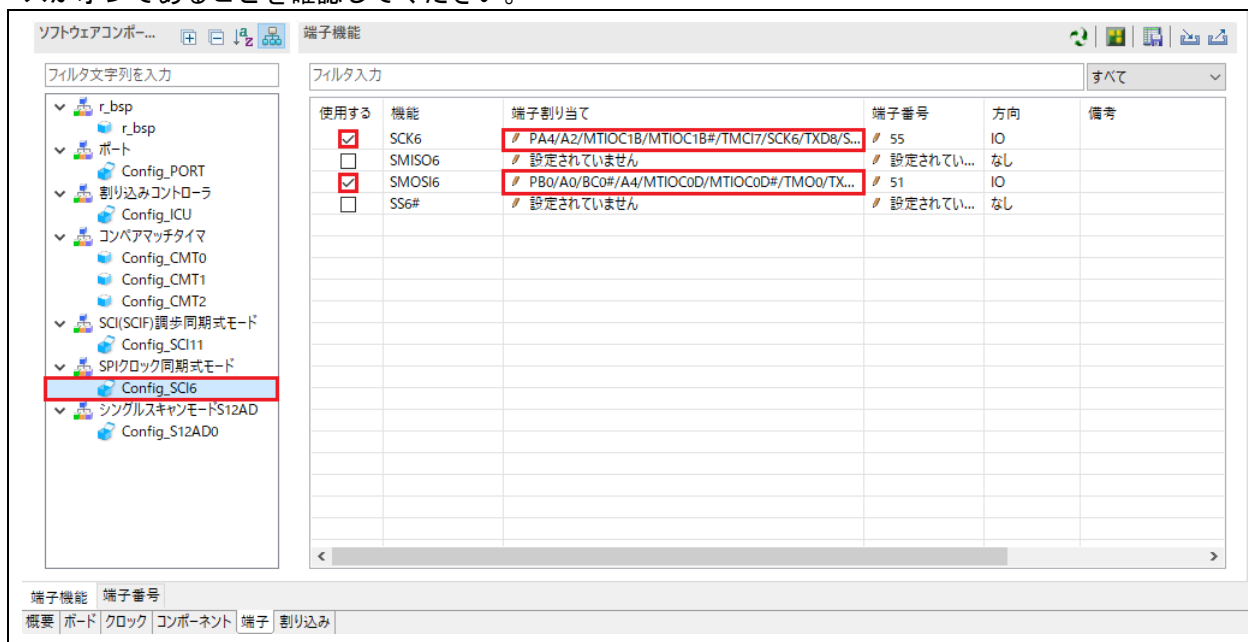 ソフトウェアコンポー...
端子機能
フィルタ文字列を入力
フィルタ入力
すべて
r_bsp
r_bsp
ポート
Config_PORT
割り込みコントローラ
Config_ICU
コンペアマッチタイマ
Config_CMT0
Config_CMT1
Config_CMT2
SCI(SCIF)調歩同期式モード
Config_SCI11
SPIクロック同期式モード
Config_SCI6
シングルスキャンモードS12AD
Config_S12AD0
使用する 機能 端子割り当て 端子番号 方向 備考
SCK6 PA4/A2/MTIOC1B/MTIOC1B#/TMCI7/SCK6/TXD8/S... 55 IO
SMISO6 設定されていません 設定されてい... なし
SMOSI6 PB0/A0/BC0#/A4/MTIOC0D/MTIOC0D#/TMO0/TX... 51 IO
SS6# 設定されていません 設定されてい... なし
端子機能 端子番号
概要 ボード クロック コンポーネント 端子 割り込み